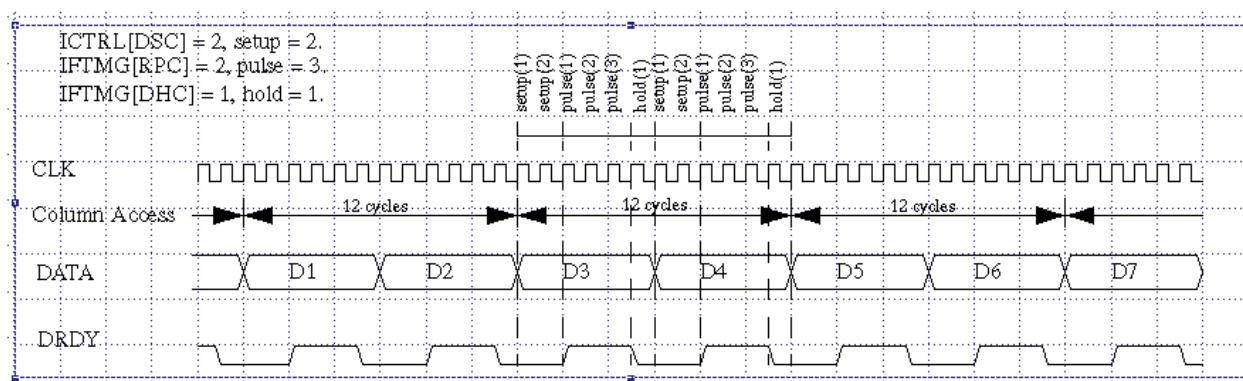 ICTRL[DSC] = 2, setup = 2.
IFTMG[RPC] = 2, pulse = 3.
IFTMG[DHC] = 1, hold = 1.
setup(1)
setup(2)
pulse(1)
pulse(2)
pulse(3)
hold(1)
setup(1)
setup(2)
pulse(1)
pulse(2)
pulse(3)
hold(1)
CLK
Column Access 12 cycles 12 cycles 12 cycles
DATA D1 D2 D3 D4 D5 D6 D7
DRDY